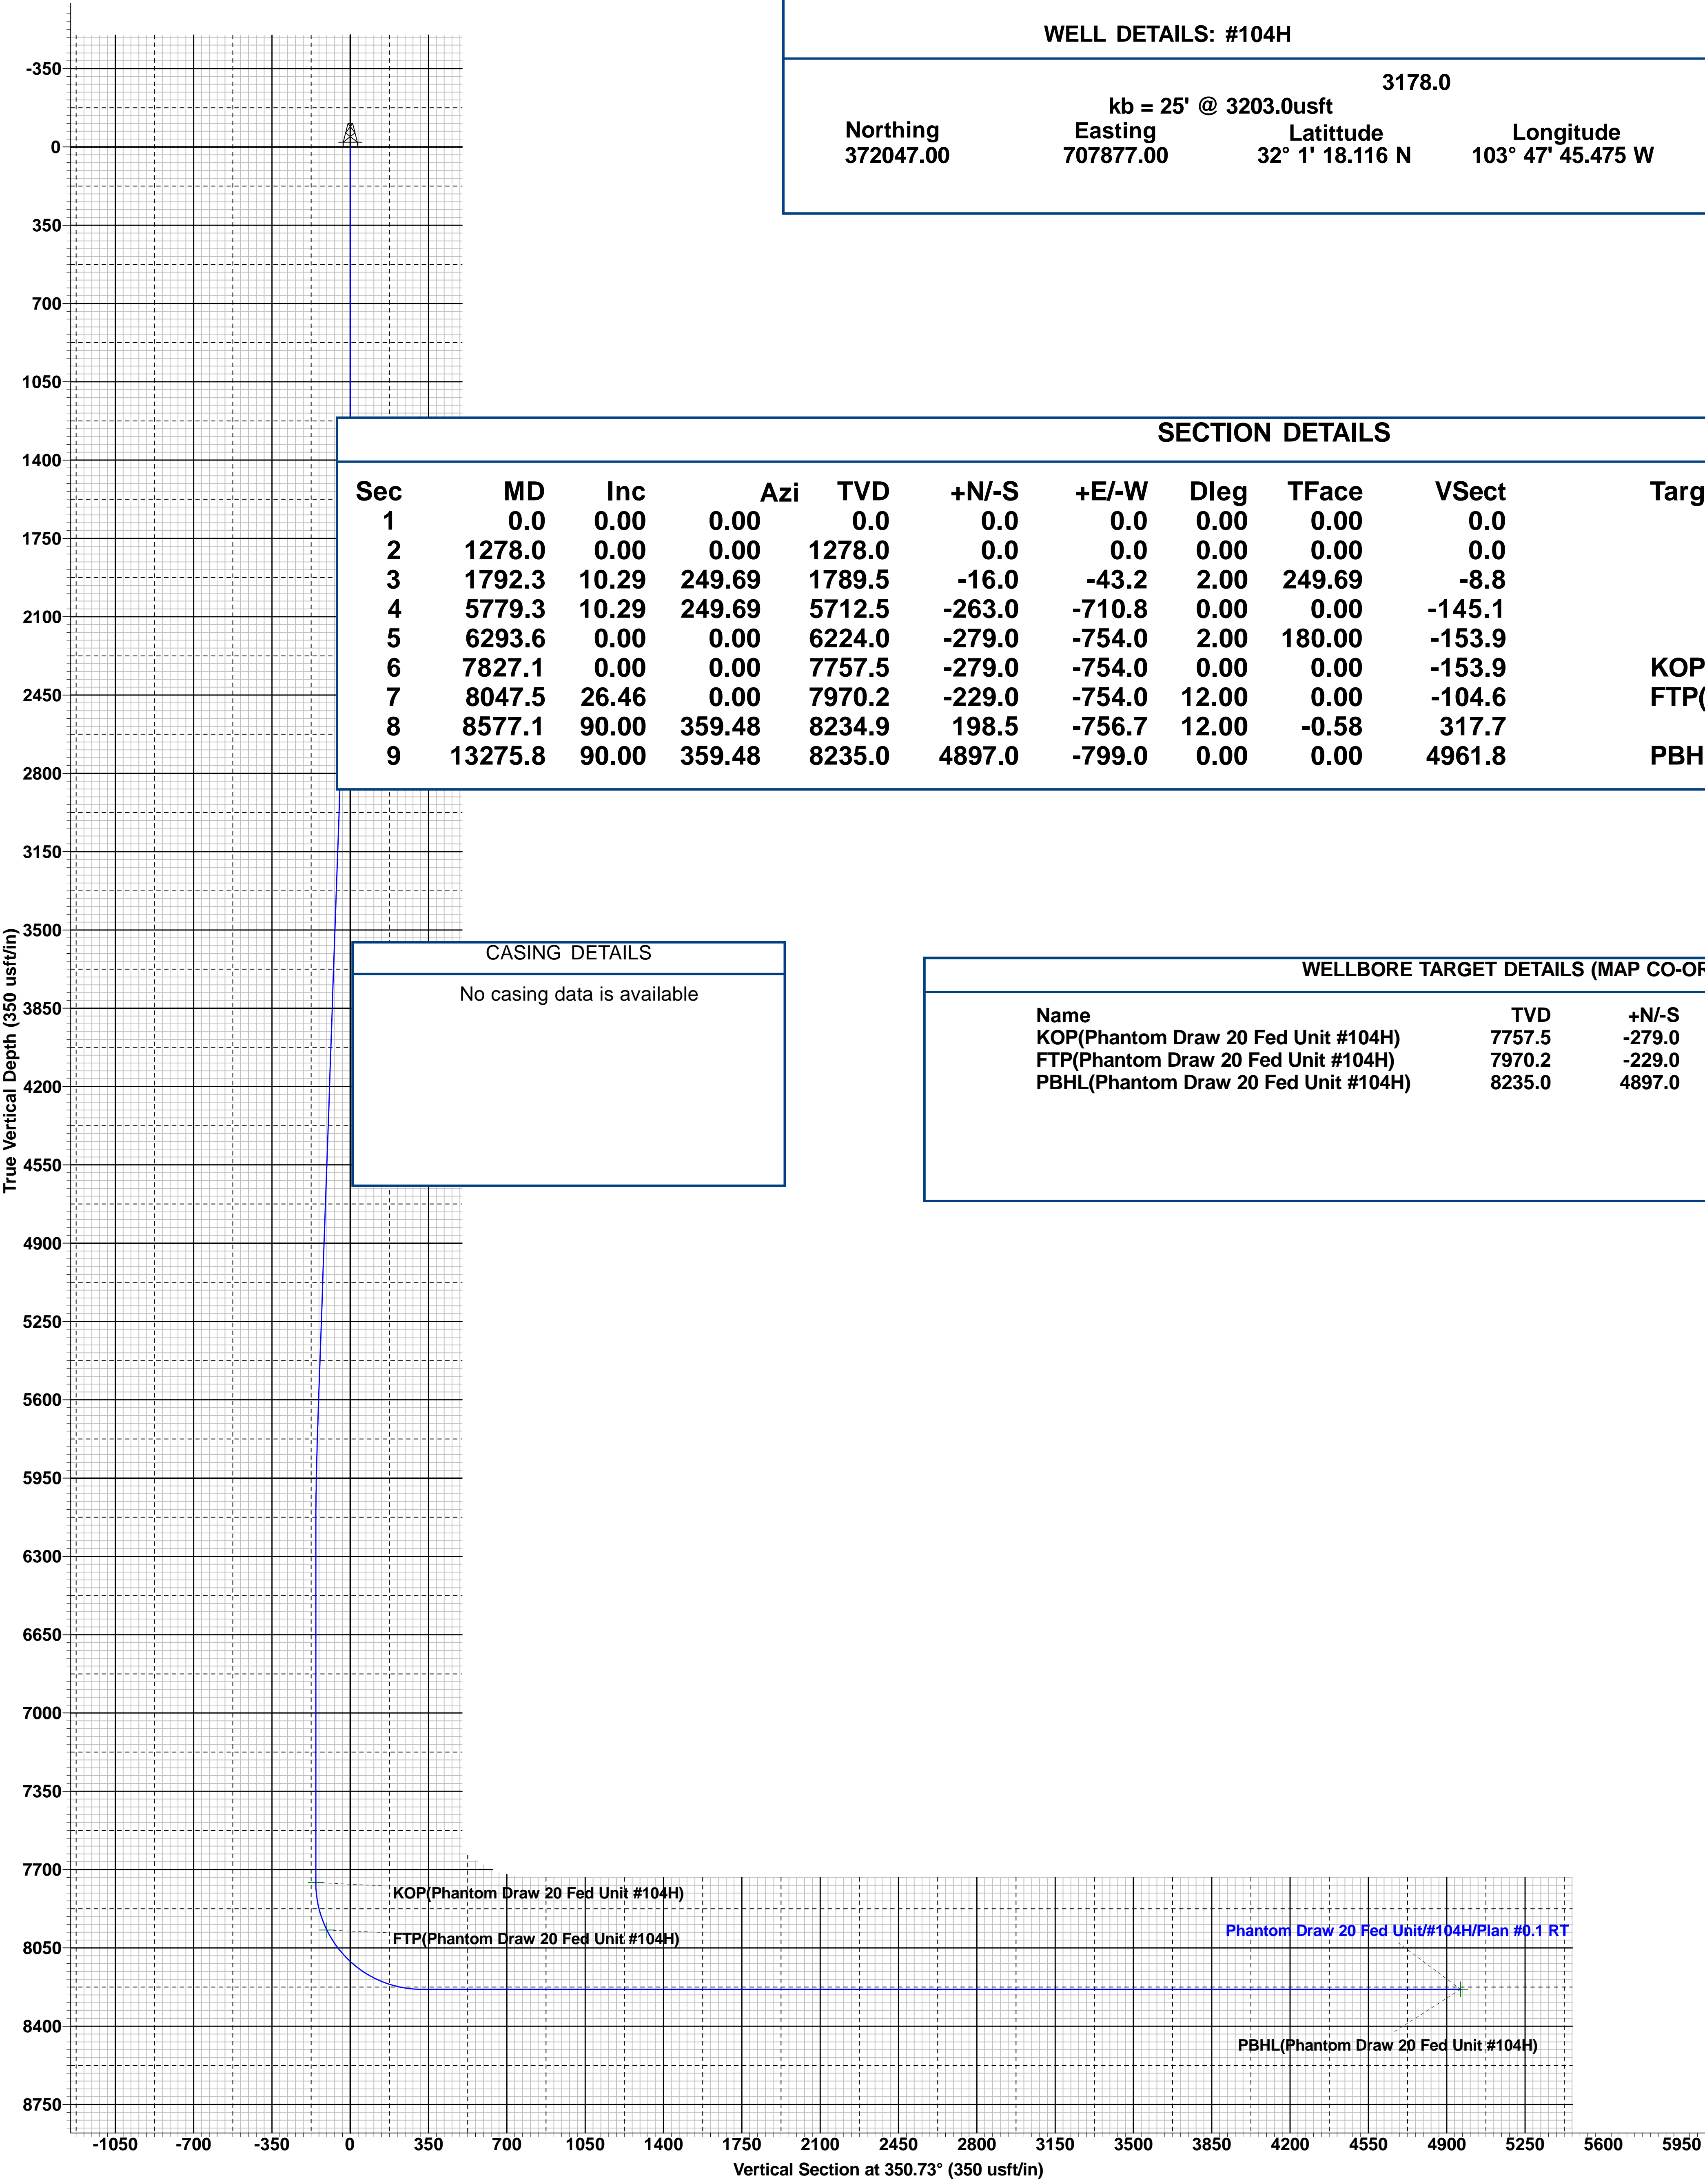 WELL DETAILS: #104H
3178.0
kb = 25' @ 3203.0usft
Northing Easting Latittude Longitude
372047.00 707877.00 32° 1' 18.116 N 103° 47' 45.475 W
-350
0
350
700
1050
1400
1750
2100
2450
2800
3150
3500
3850
4200
4550
4900
5250
5600
5950
6300
6650
7000
7350
7700
8050
8400
8750
True Vertical Depth (350 usft/in)
SECTION DETAILS
Sec MD Inc Azi TVD +N/-S +E/-W Dleg TFace VSect Targ
1 0.0 0.00 0.00 0.0 0.0 0.0 0.00 0.00 0.0
2 1278.0 0.00 0.00 1278.0 0.0 0.0 0.00 0.00 0.0
3 1792.3 10.29 249.69 1789.5 -16.0 -43.2 2.00 249.69 -8.8
4 5779.3 10.29 249.69 5712.5 -263.0 -710.8 0.00 0.00 -145.1
5 6293.6 0.00 0.00 6224.0 -279.0 -754.0 2.00 180.00 -153.9
6 7827.1 0.00 0.00 7757.5 -279.0 -754.0 0.00 0.00 -153.9 KOP
7 8047.5 26.46 0.00 7970.2 -229.0 -754.0 12.00 0.00 -104.6 FTP(
8 8577.1 90.00 359.48 8234.9 198.5 -756.7 12.00 -0.58 317.7
9 13275.8 90.00 359.48 8235.0 4897.0 -799.0 0.00 0.00 4961.8 PBH
CASING DETAILS
No casing data is available
WELLBORE TARGET DETAILS (MAP CO-OR
Name TVD +N/-S
KOP(Phantom Draw 20 Fed Unit #104H) 7757.5 -279.0
FTP(Phantom Draw 20 Fed Unit #104H) 7970.2 -229.0
PBHL(Phantom Draw 20 Fed Unit #104H) 8235.0 4897.0
KOP(Phantom Draw 20 Fed Unit #104H)
FTP(Phantom Draw 20 Fed Unit #104H)
Phantom Draw 20 Fed Unit/#104H/Plan #0.1 RT
PBHL(Phantom Draw 20 Fed Unit #104H)
-1050 -700 -350 0 350 700 1050 1400 1750 2100 2450 2800 3150 3500 3850 4200 4550 4900 5250 5600 5950
Vertical Section at 350.73° (350 usft/in)